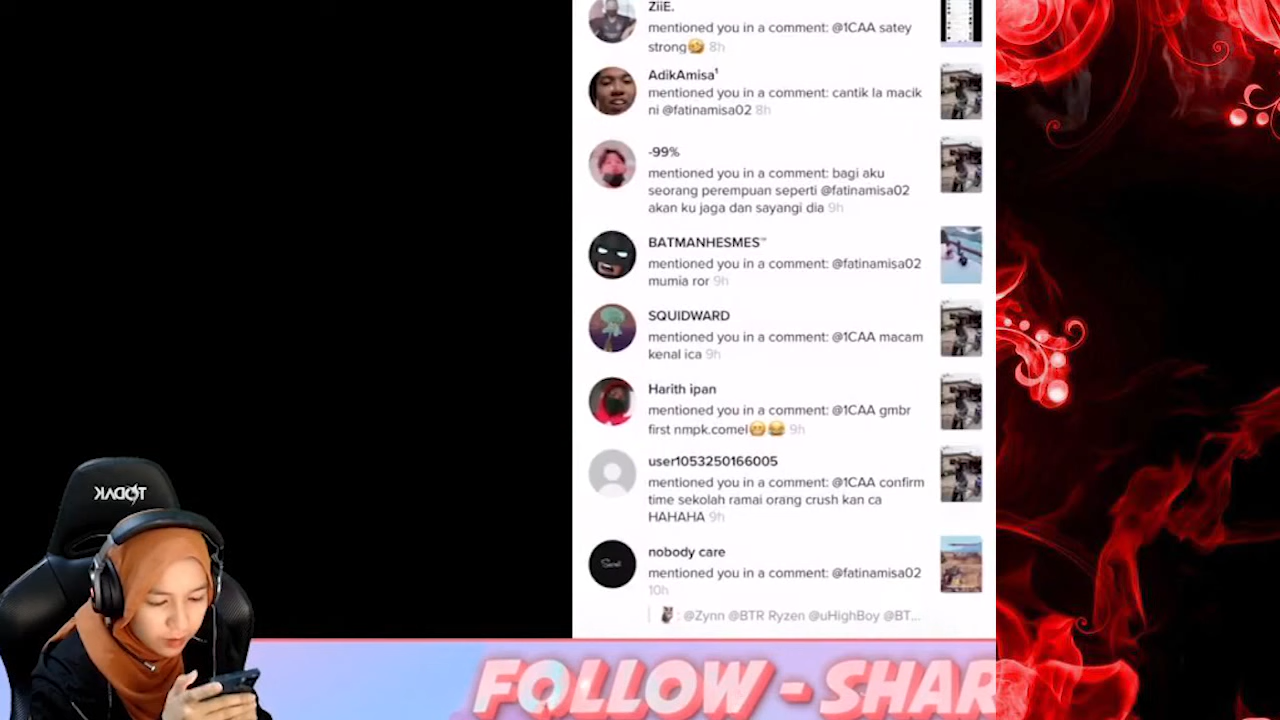 ZiiE.
mentioned you in a comment: @1CAA satey
strong🤣 8h
AdikAmisa¹
mentioned you in a comment: cantik la macik
ni @fatinamisa02 8h
-99%
mentioned you in a comment: bagi aku
seorang perempuan seperti @fatinamisa02
akan ku jaga dan sayangi dia 9h
BATMANHESMES™
mentioned you in a comment: @fatinamisa02
mumia ror 9h
SQUIDWARD
mentioned you in a comment: @1CAA macam
kenal ica 9h
Harith ipan
mentioned you in a comment: @1CAA gmbr
first nmpk.comel😁😂 9h
user1053250166005
mentioned you in a comment: @1CAA confirm
time sekolah ramai orang crush kan ca
HAHAHA 9h
nobody care
mentioned you in a comment: @fatinamisa02
10h
: @Zynn @BTR Ryzen @uHighBoy @BT...
TODAK
FOLLOW - SHAR